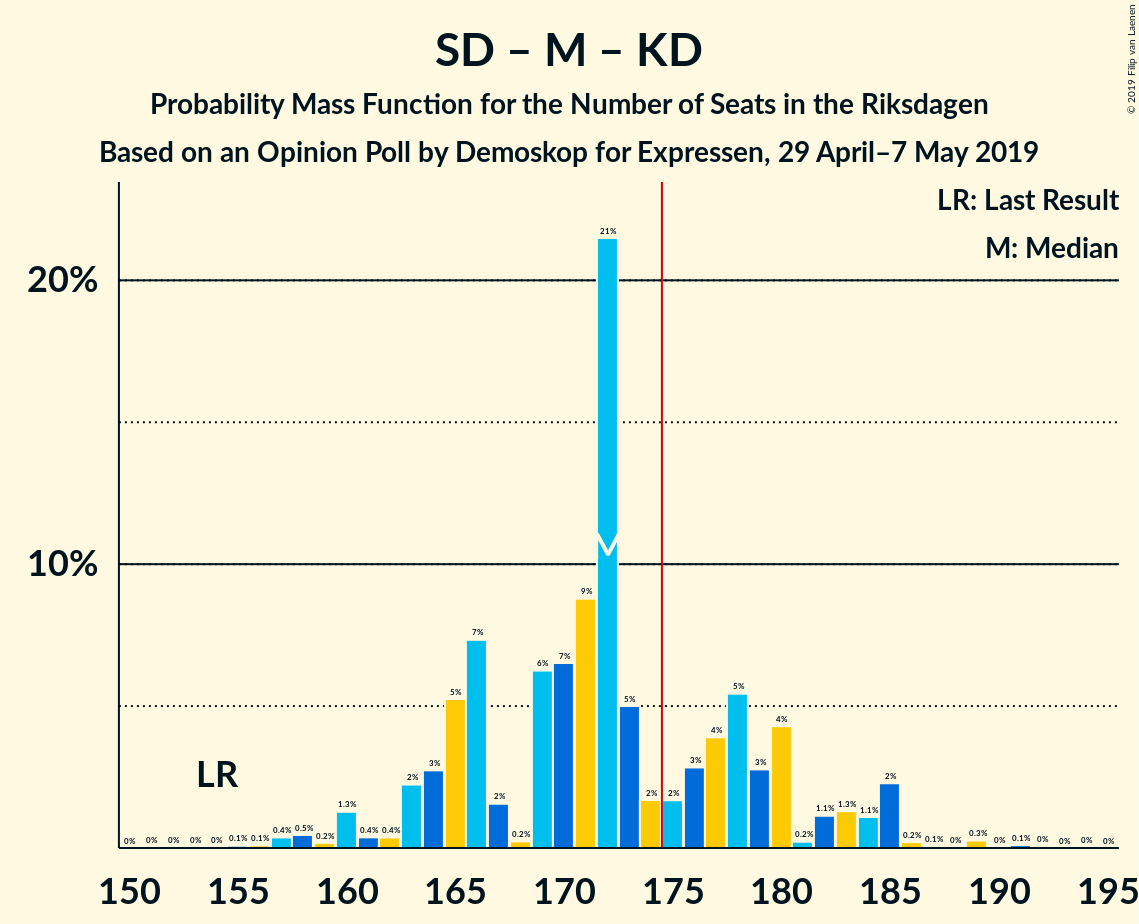 SD – M – KD
Probability Mass Function for the Number of Seats in the Riksdagen
Based on an Opinion Poll by Demoskop for Expressen, 29 April–7 May 2019
© 2019 Filip van Laenen
LR: Last Result
M: Median
20%
10%
LR
M
0% 0% 0% 0% 0% 0.1% 0.1% 0.4% 0.5% 0.2% 1.3% 0.4% 0.4% 2% 3% 5% 7% 2% 0.2% 6% 7% 9% 21% 5% 2% 2% 3% 4% 5% 3% 4% 0.2% 1.1% 1.3% 1.1% 2% 0.2% 0.1% 0% 0.3% 0% 0.1% 0% 0% 0% 0%
150 155 160 165 170 175 180 185 190 195